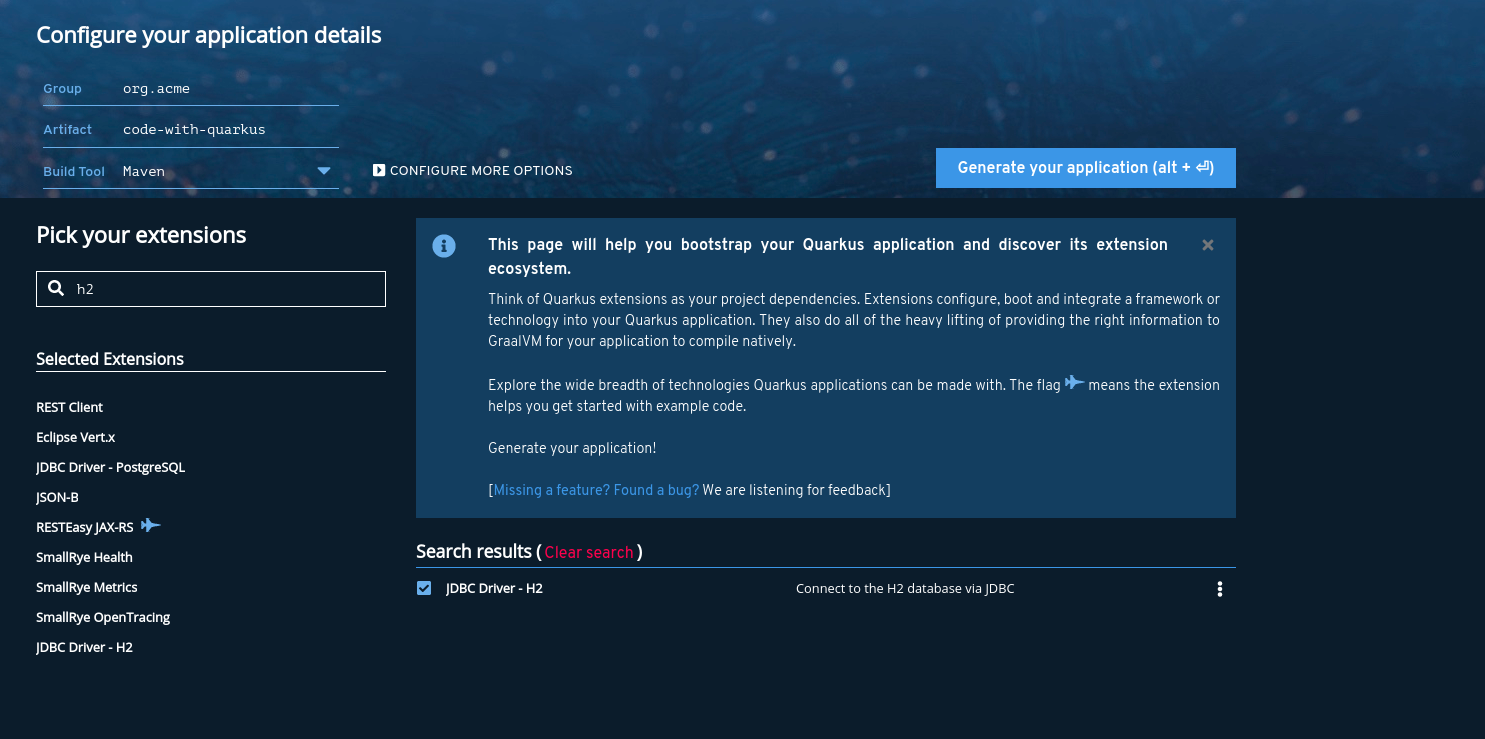 Configure your application details
Group org.acme
Artifact code-with-quarkus
Build Tool Maven
CONFIGURE MORE OPTIONS
Generate your application (alt + ⏎)
Pick your extensions
h2
Selected Extensions
REST Client
Eclipse Vert.x
JDBC Driver - PostgreSQL
JSON-B
RESTEasy JAX-RS
SmallRye Health
SmallRye Metrics
SmallRye OpenTracing
JDBC Driver - H2
This page will help you bootstrap your Quarkus application and discover its extension
ecosystem.
Think of Quarkus extensions as your project dependencies. Extensions configure, boot and integrate a framework or
technology into your Quarkus application. They also do all of the heavy lifting of providing the right information to
GraalVM for your application to compile natively.
Explore the wide breadth of technologies Quarkus applications can be made with. The flag means the extension
helps you get started with example code.
Generate your application!
[Missing a feature? Found a bug? We are listening for feedback]
Search results (Clear search)
JDBC Driver - H2 Connect to the H2 database via JDBC